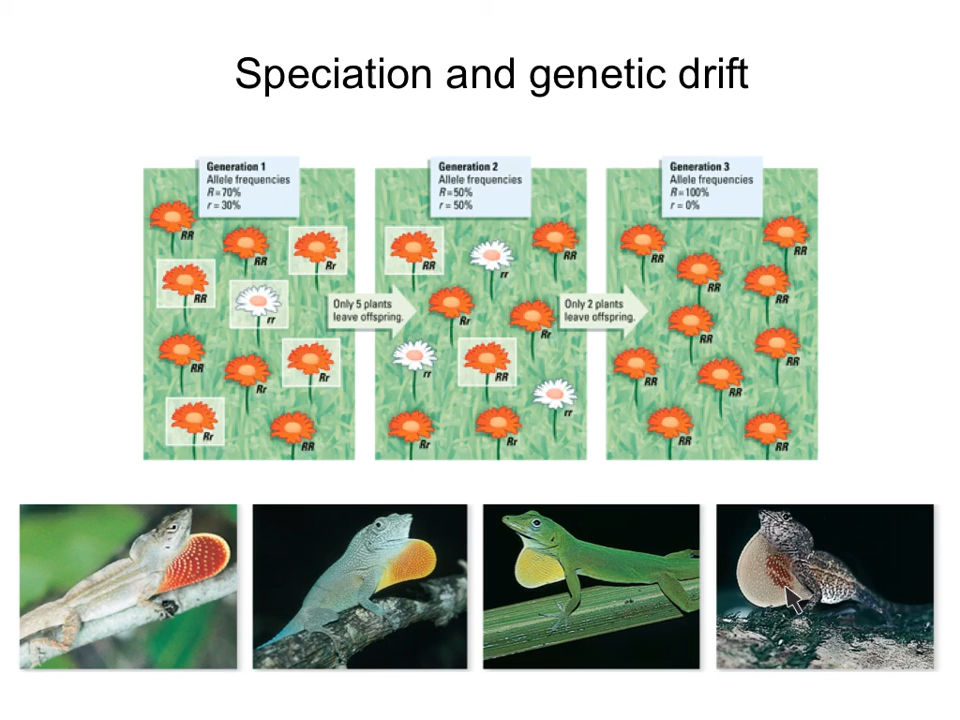 Speciation and genetic drift
Generation 1
Allele frequencies
R = 70%
r = 30%
Generation 2
Allele frequencies
R = 50%
r = 50%
Generation 3
Allele frequencies
R = 100%
r = 0%
RR
RR
Rr
RR
rr
RR
Rr
Rr
Rr
RR
Only 5 plants
leave offspring.
RR
rr
RR
Rr
Rr
rr
RR
rr
Rr
Rr
Only 2 plants
leave offspring.
RR
RR
RR
RR
RR
RR
RR
RR
RR
RR